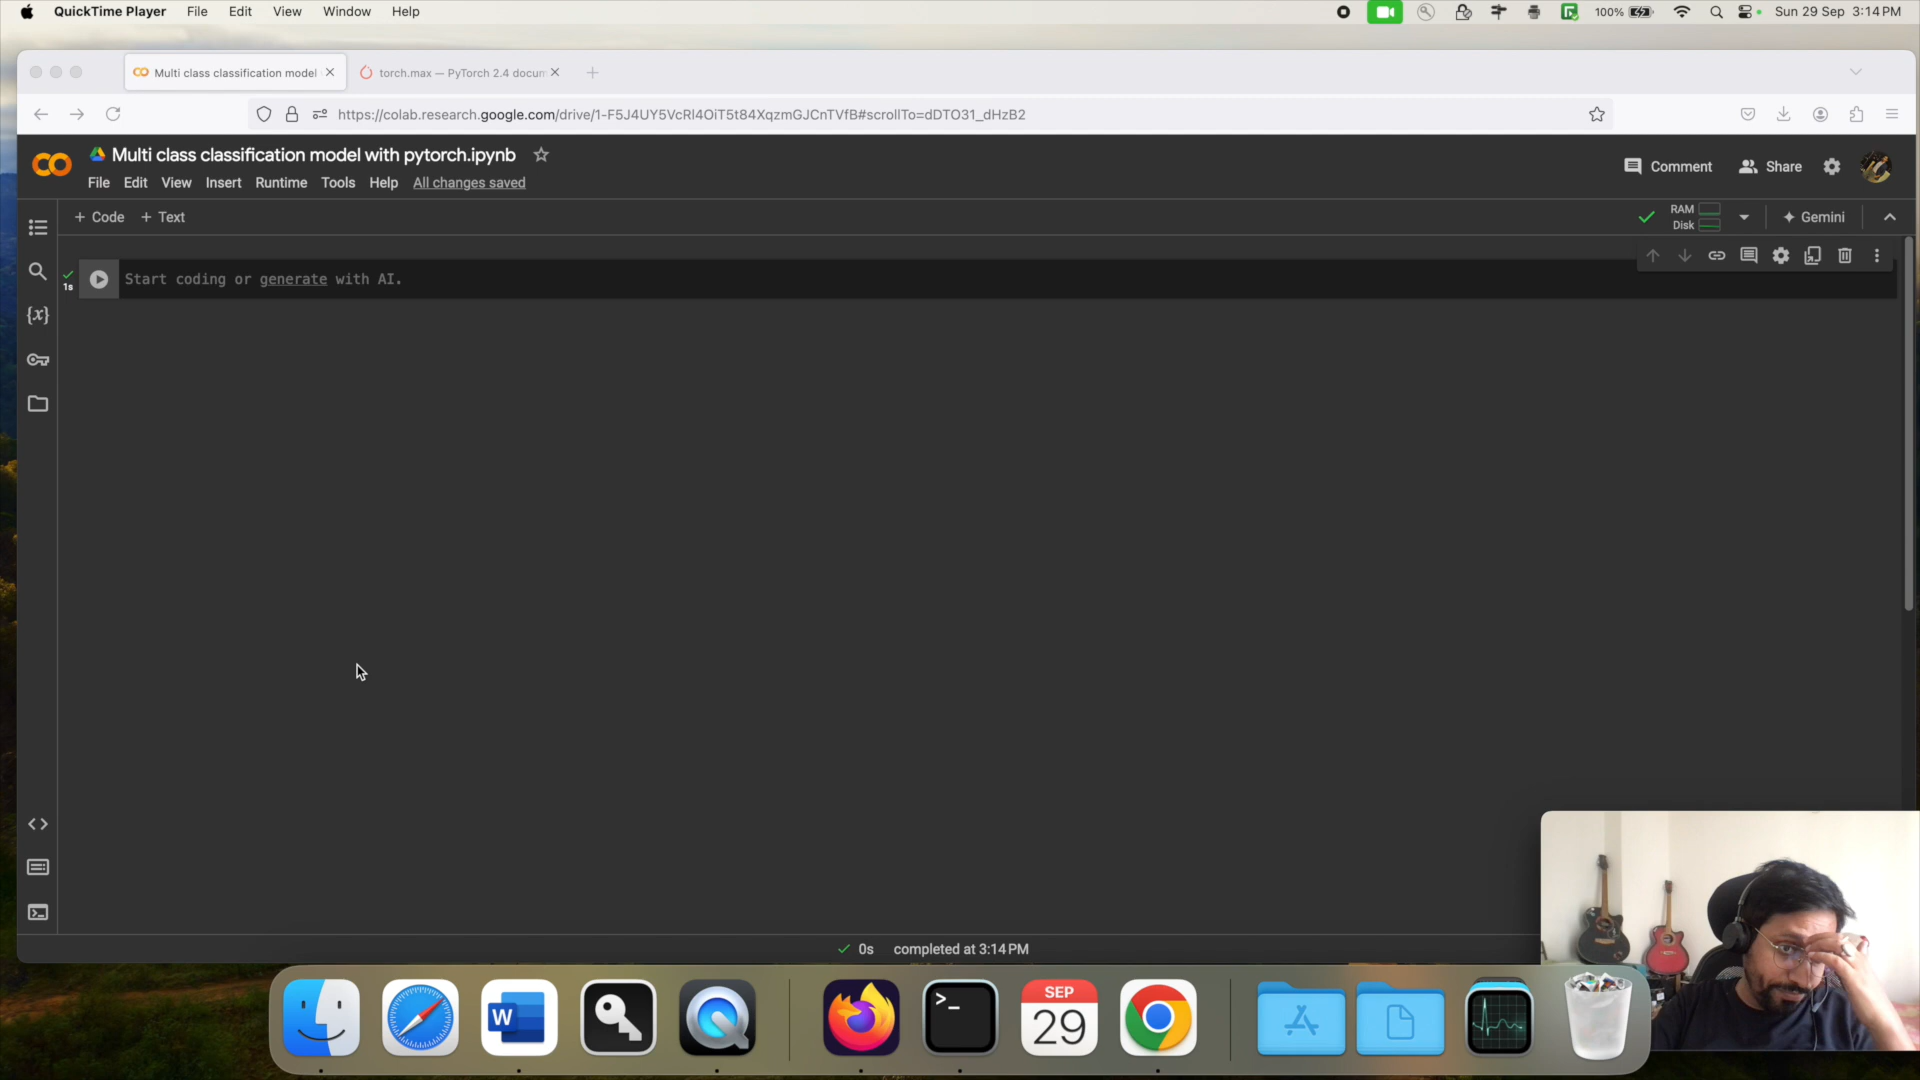 QuickTime Player File Edit View Window Help
100% Sun 29 Sep 3:14 PM
Multi class classification model
torch.max — PyTorch 2.4 docun
https://colab.research.google.com/drive/1-F5J4UY5VcRl4OiT5t84XqzmGJCnTVfB#scrollTo=dDTO31_dHzB2
Multi class classification model with pytorch.ipynb
File Edit View Insert Runtime Tools Help All changes saved
Comment Share
+ Code + Text
RAM
Disk
Gemini
{x}
1s
Start coding or generate with AI.
0s completed at 3:14 PM
W
>_
SEP
29